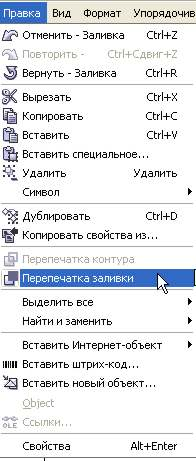 Правка Вид Формат Упорядочив
Отменить - Заливка Ctrl+Z
Повторить - Ctrl+Сдвиг+Z
Вернуть - Заливка Ctrl+R
Вырезать Ctrl+X
Копировать Ctrl+C
Вставить Ctrl+V
Вставить специальное...
Удалить Удалить
Символ
Дублировать Ctrl+D
Копировать свойства из...
Перепечатка контура
Перепечатка заливки
Выделить все
Найти и заменить
Вставить Интернет-объект
Вставить штрих-код...
Вставить новый объект...
Object
Ссылки...
Свойства Alt+Enter